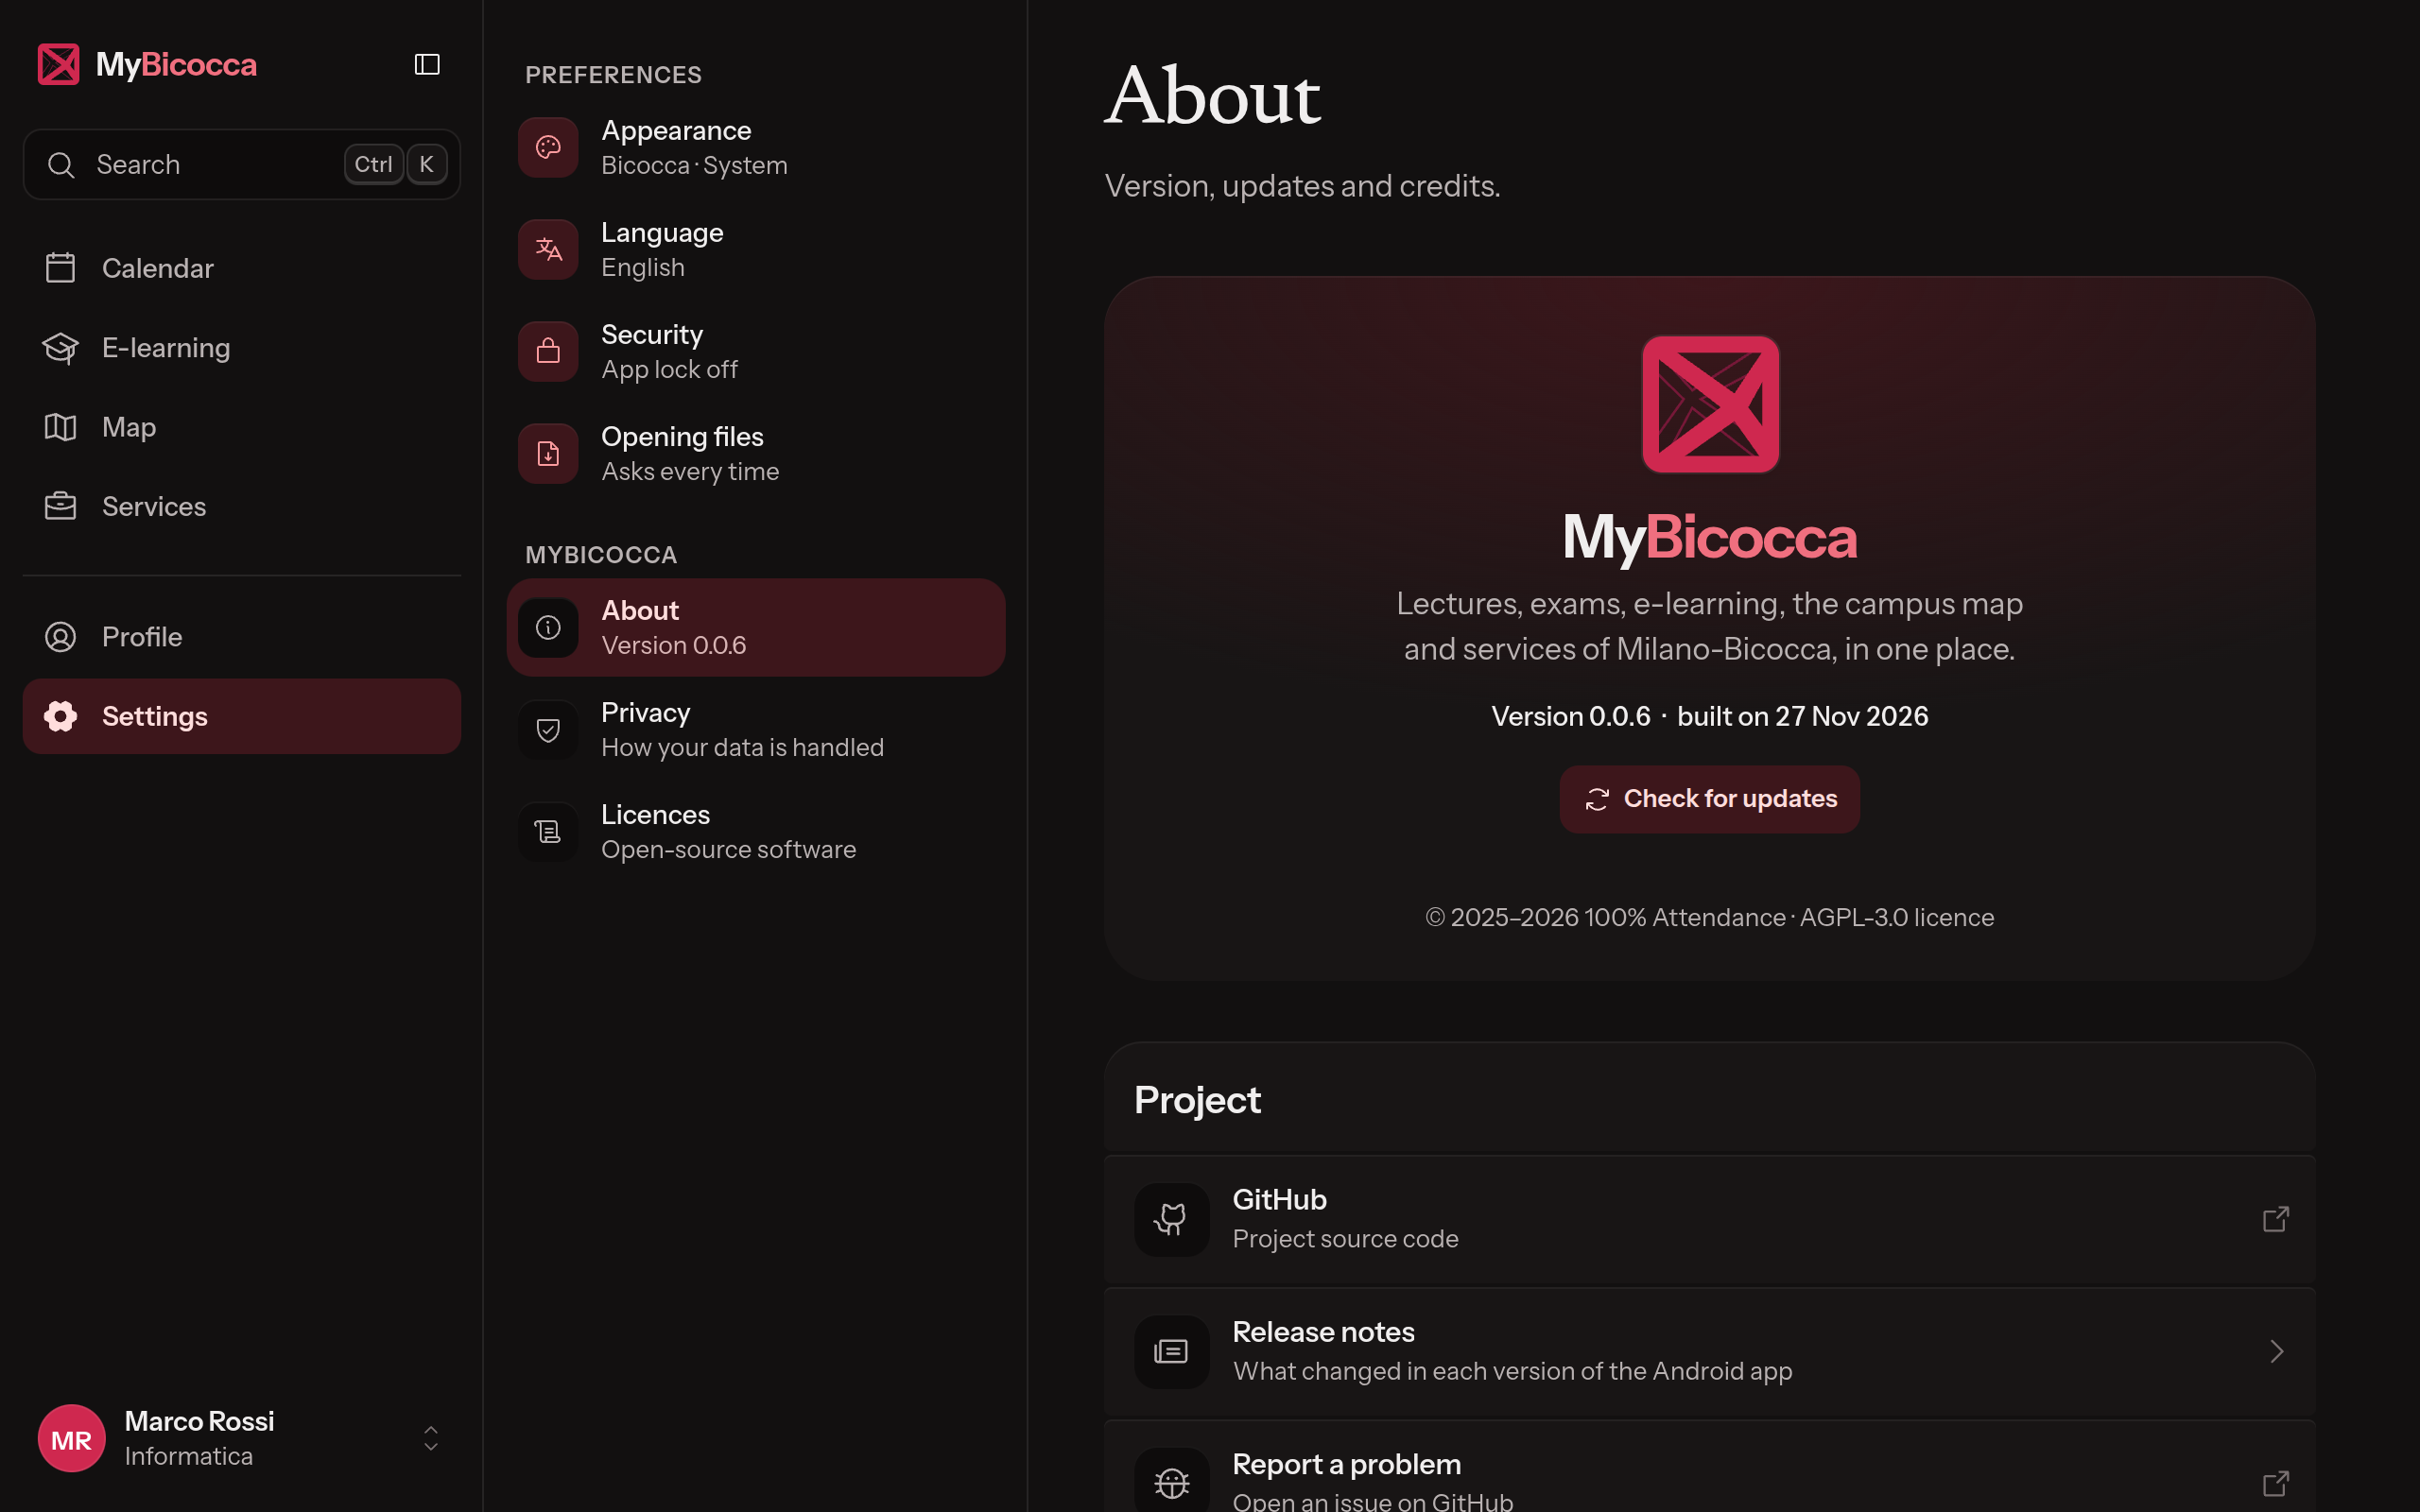 MyBicocca
Search
Ctrl K
Calendar
E-learning
Map
Services
Profile
Settings
MR
Marco Rossi
Informatica
PREFERENCES
Appearance
Bicocca · System
Language
English
Security
App lock off
Opening files
Asks every time
MYBICOCCA
About
Version 0.0.6
Privacy
How your data is handled
Licences
Open-source software
About
Version, updates and credits.
MyBicocca
Lectures, exams, e-learning, the campus map
and services of Milano-Bicocca, in one place.
Version 0.0.6 · built on 27 Nov 2026
Check for updates
© 2025–2026 100% Attendance · AGPL-3.0 licence
Project
GitHub
Project source code
Release notes
What changed in each version of the Android app
Report a problem
Open an issue on GitHub